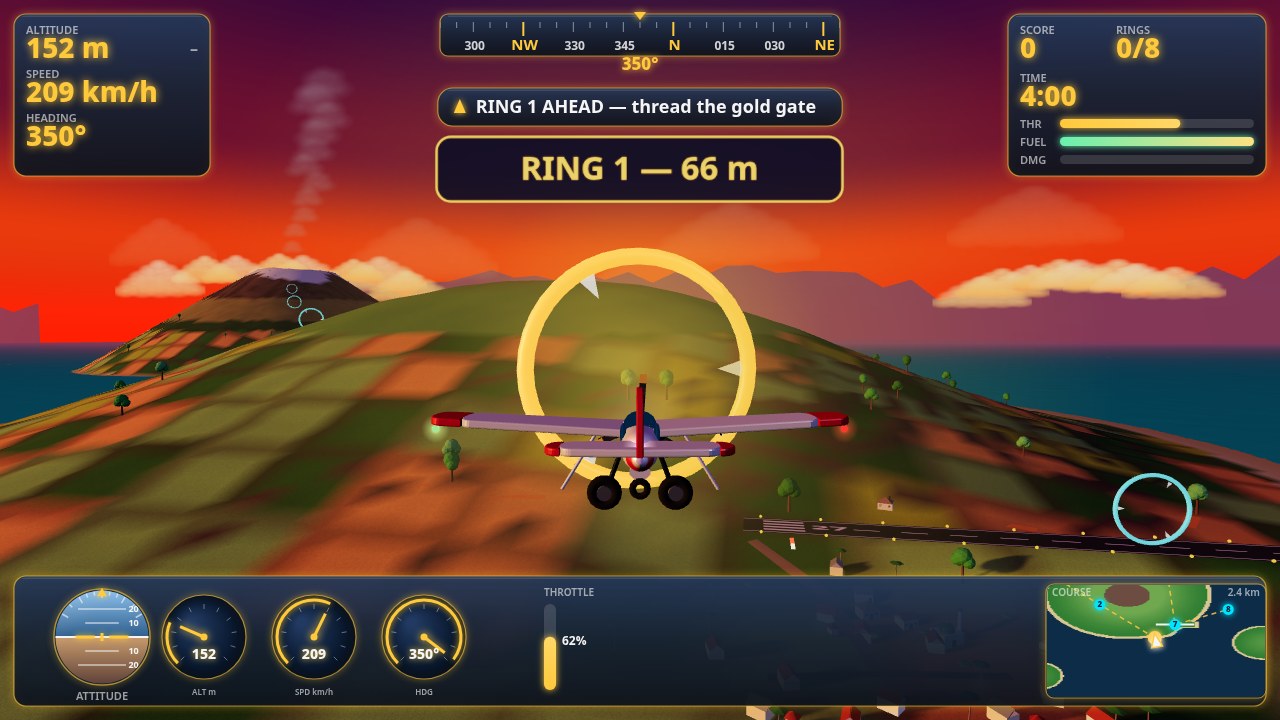 ALTITUDE
152 m
–
SPEED
209 km/h
HEADING
350°
300 NW 330 345 N 015 030 NE
350°
RING 1 AHEAD — thread the gold gate
RING 1 — 66 m
SCORE RINGS
0 0/8
TIME
4:00
THR
FUEL
DMG
27
20
10
10
20
ATTITUDE
152
ALT m
209
SPD km/h
350°
HDG
THROTTLE
62%
COURSE 2.4 km
2
7
8